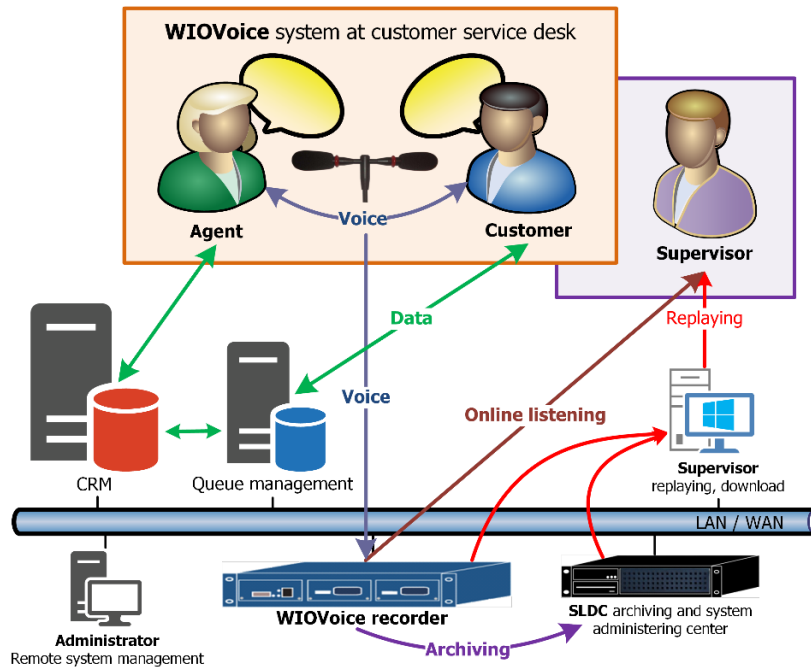 WIOVoice system at customer service desk
Voice
Agent
Customer
Supervisor
Data
Replaying
Voice
Online listening
CRM
Queue management
Supervisor
replaying, download
LAN / WAN
WIOVoice recorder
SLDC archiving and system
administering center
Administrator
Remote system management
Archiving